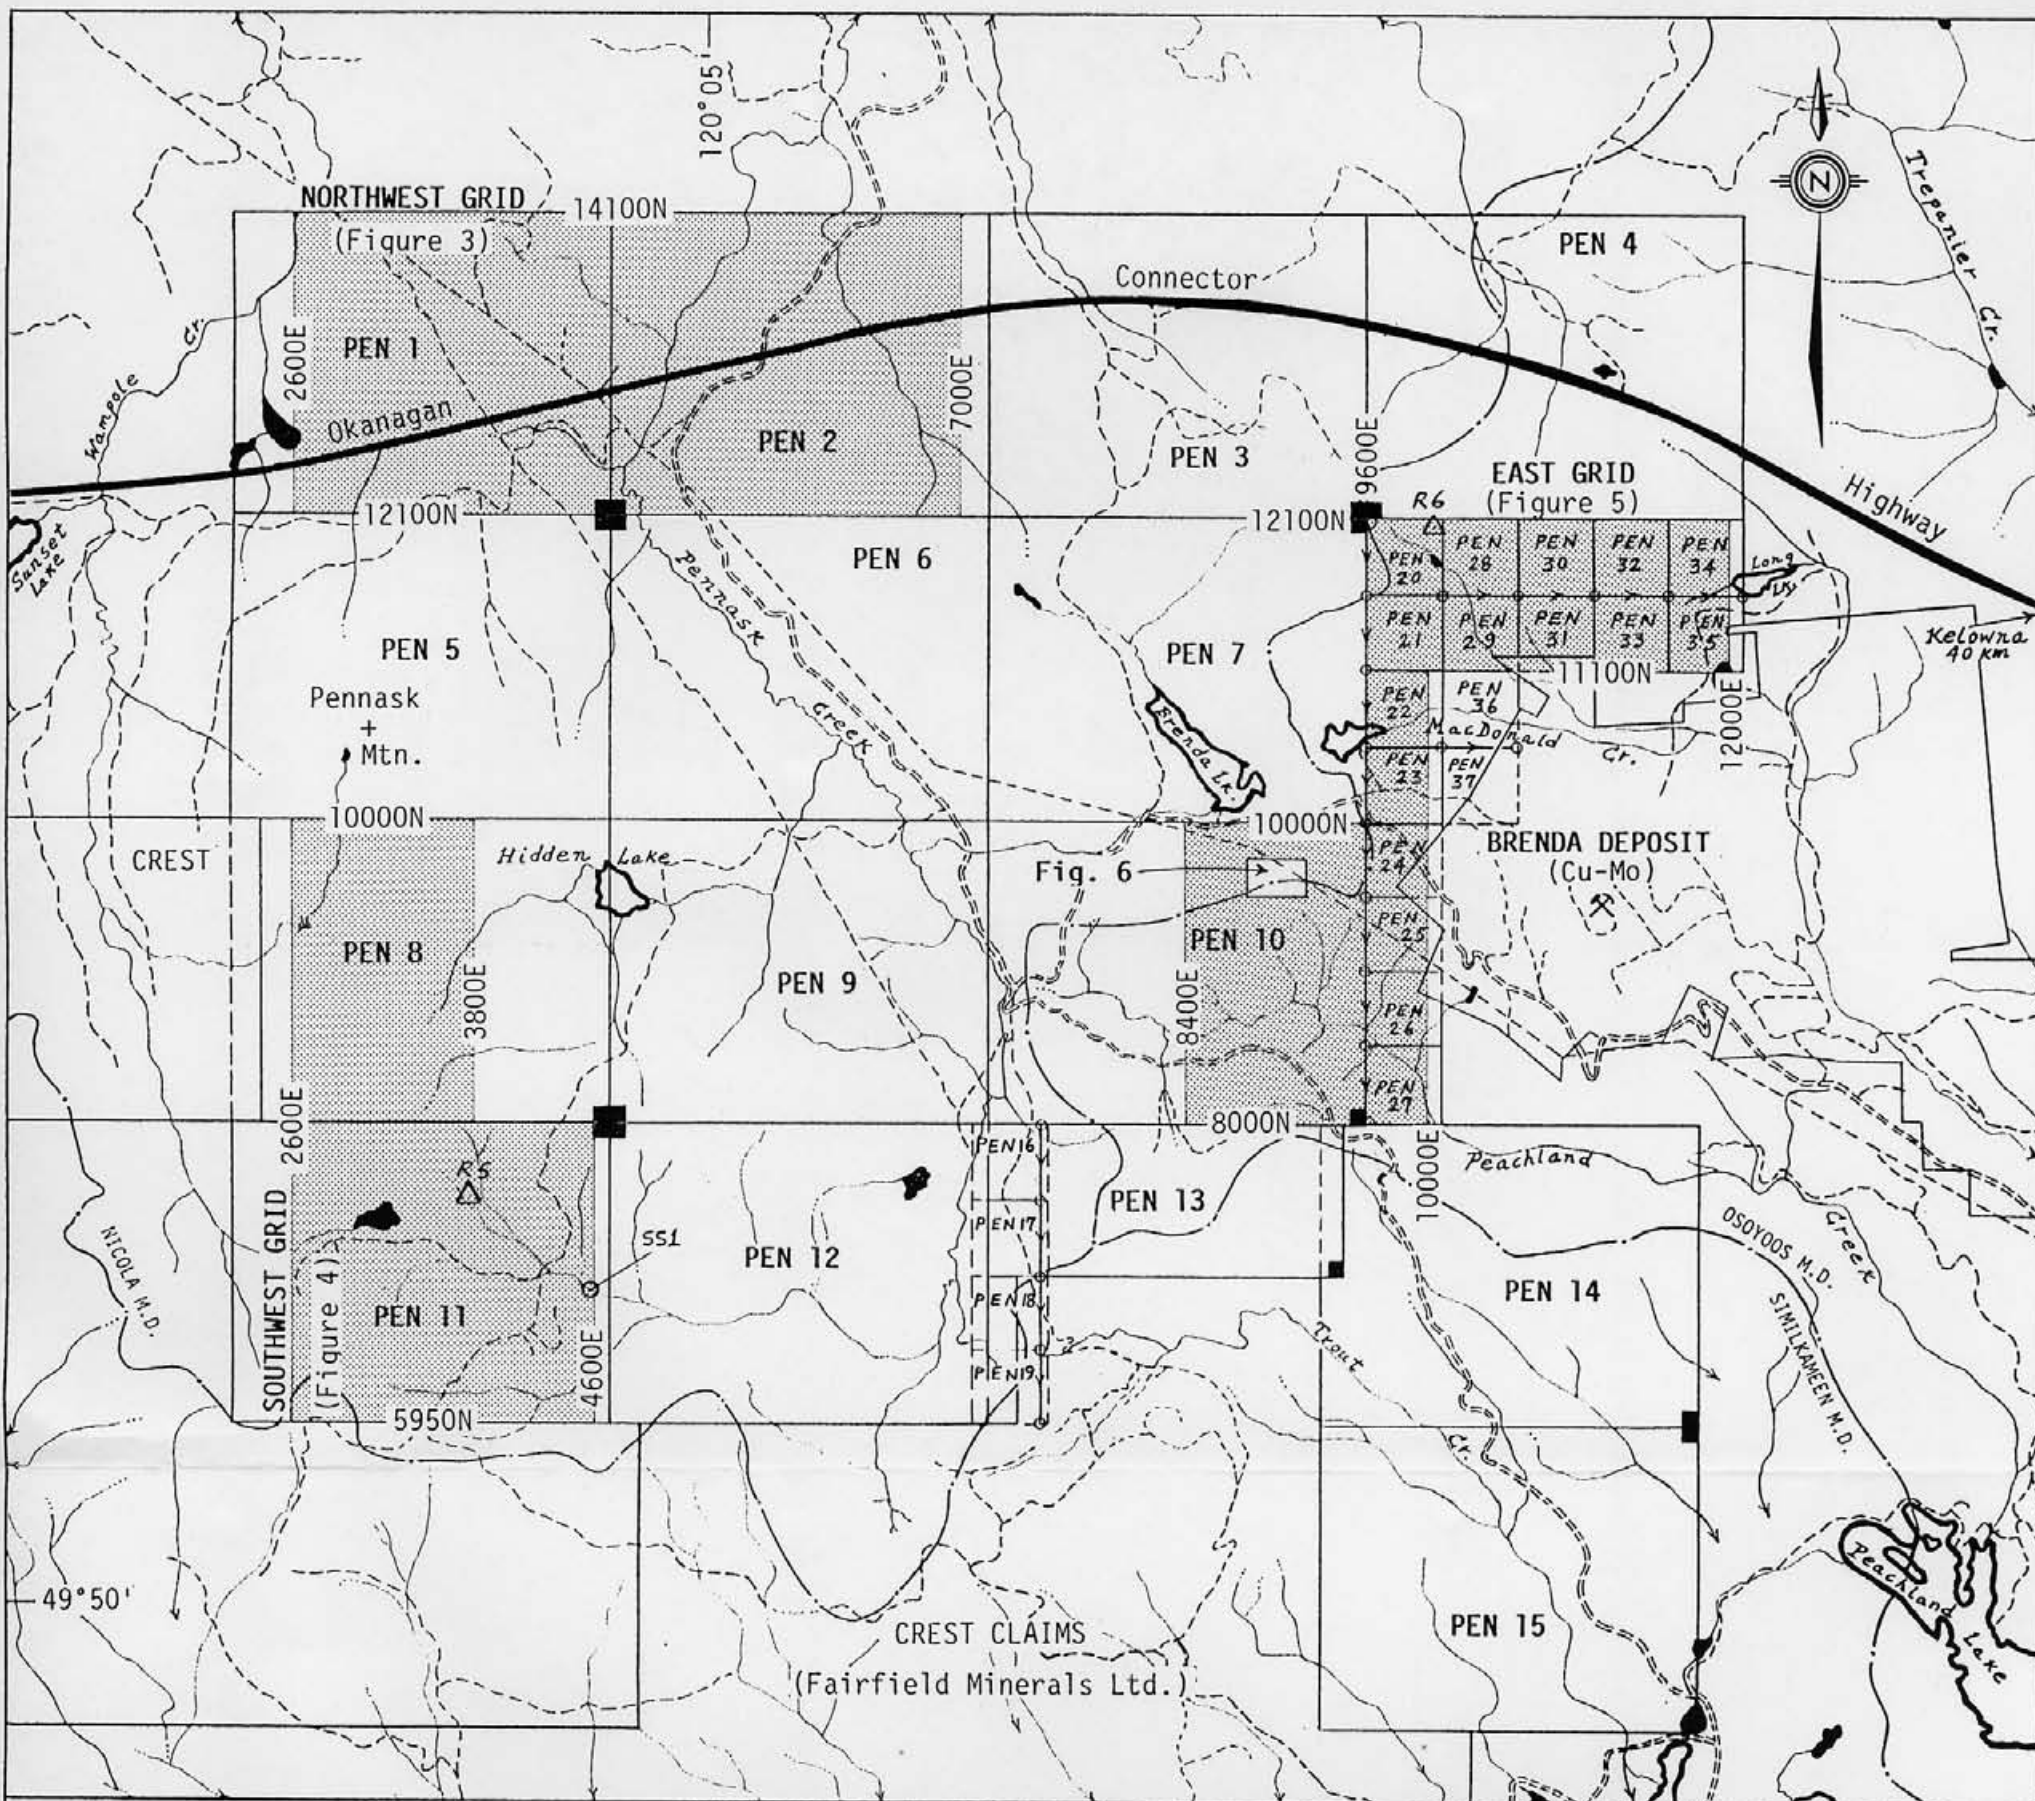 120°05'
NORTHWEST GRID
14100N
(Figure 3)
PEN 4
Trepanier
Cr.
N
Connector
Cr.
PEN 1
2600E
7000E
Wampole
Okanagan
PEN 2
PEN 3
9600E
EAST GRID
(Figure 5)
R6
Highway
12100N
12100N
Sunset
Lake
PEN 6
PEN
20
PEN
28
PEN
30
PEN
32
PEN
34
Long
Lk.
Pennask
Creek
PEN 5
PEN 7
PEN
21
PEN
29
PEN
31
PEN
33
PEN
35
Kelowna
40 km
11100N
12000E
Pennask
+
Mtn.
Brenda Lk.
PEN
22
PEN
36
MacDonald
Cr.
PEN
23
PEN
37
10000N
10000N
CREST
Hidden Lake
Fig. 6
PEN
24
BRENDA DEPOSIT
(Cu-Mo)
PEN 8
3800E
PEN 9
PEN 10
8400E
PEN
25
PEN
26
PEN
27
2600E
8000N
10000E
Peachland
Creek
R5
PEN16
PEN 13
PEN17
SS1
PEN 12
NICOLA M.D.
SOUTHWEST GRID
(Figure 4)
PEN 11
4600E
PEN18
PEN19
Trout
Cr.
PEN 14
OSOYOOS M.D.
SIMILKAMEEN M.D.
5950N
49°50'
CREST CLAIMS
(Fairfield Minerals Ltd.)
PEN 15
Peachland
Lake